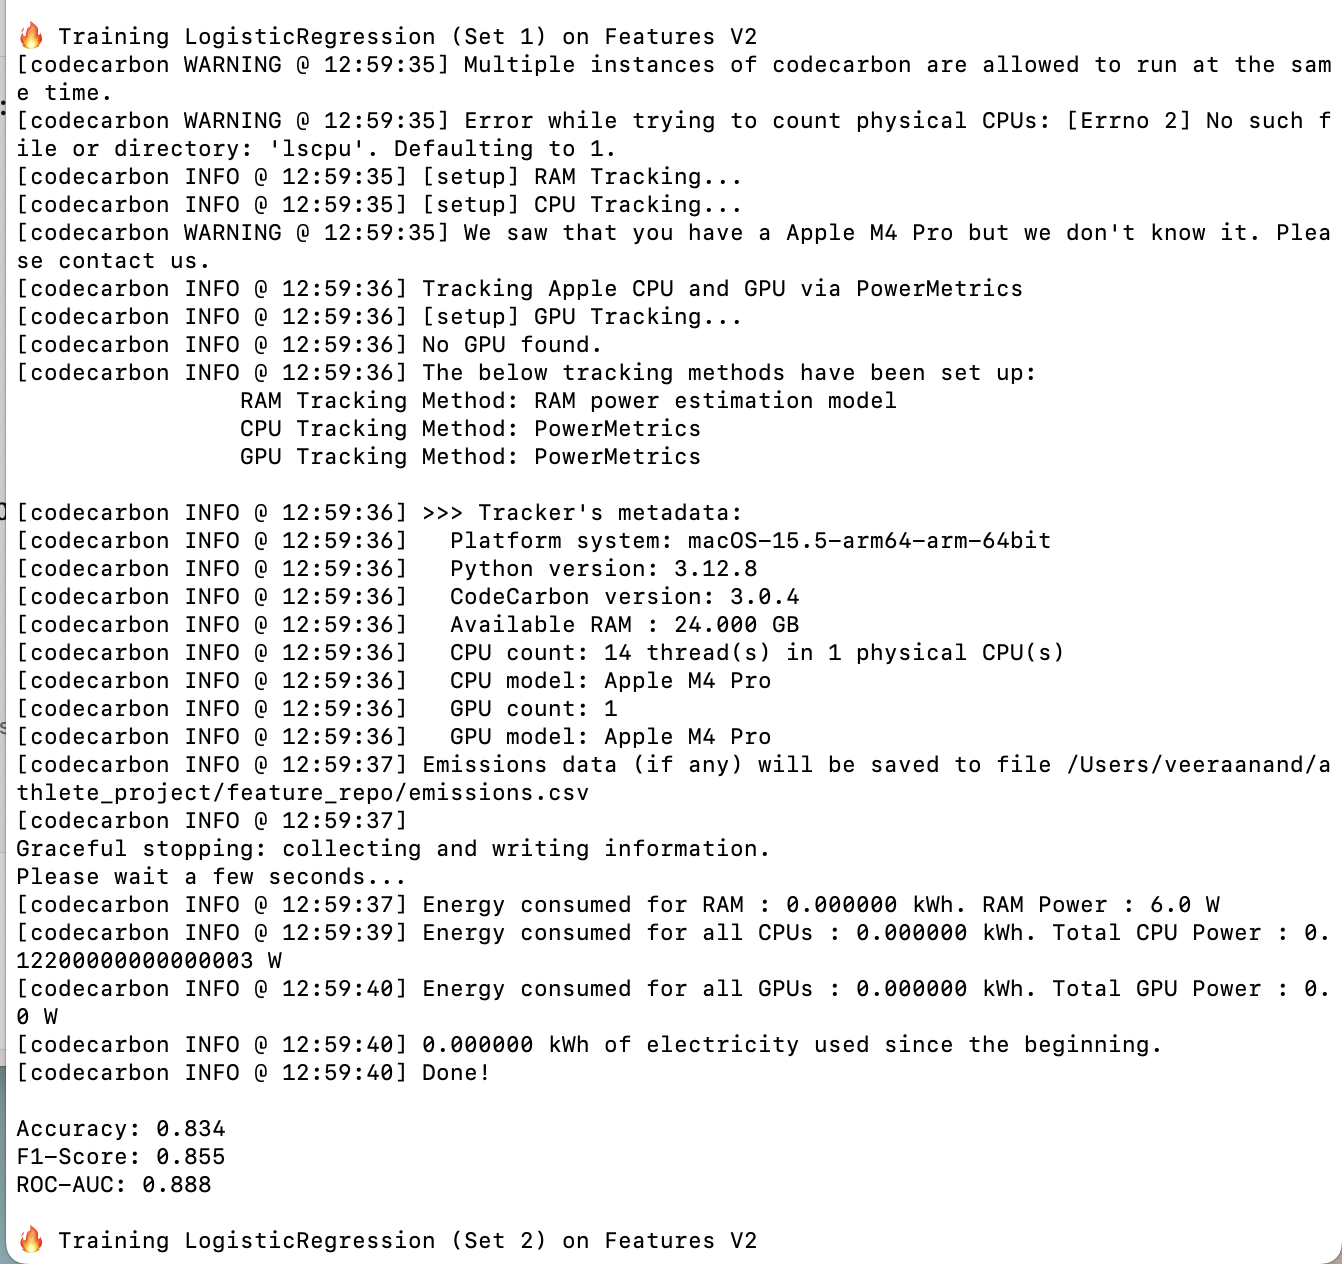 🔥 Training LogisticRegression (Set 1) on Features V2
[codecarbon WARNING @ 12:59:35] Multiple instances of codecarbon are allowed to run at the sam
e time.
[codecarbon WARNING @ 12:59:35] Error while trying to count physical CPUs: [Errno 2] No such f
ile or directory: 'lscpu'. Defaulting to 1.
[codecarbon INFO @ 12:59:35] [setup] RAM Tracking...
[codecarbon INFO @ 12:59:35] [setup] CPU Tracking...
[codecarbon WARNING @ 12:59:35] We saw that you have a Apple M4 Pro but we don't know it. Plea
se contact us.
[codecarbon INFO @ 12:59:36] Tracking Apple CPU and GPU via PowerMetrics
[codecarbon INFO @ 12:59:36] [setup] GPU Tracking...
[codecarbon INFO @ 12:59:36] No GPU found.
[codecarbon INFO @ 12:59:36] The below tracking methods have been set up:
RAM Tracking Method: RAM power estimation model
CPU Tracking Method: PowerMetrics
GPU Tracking Method: PowerMetrics
[codecarbon INFO @ 12:59:36] >>> Tracker's metadata:
[codecarbon INFO @ 12:59:36]   Platform system: macOS-15.5-arm64-arm-64bit
[codecarbon INFO @ 12:59:36]   Python version: 3.12.8
[codecarbon INFO @ 12:59:36]   CodeCarbon version: 3.0.4
[codecarbon INFO @ 12:59:36]   Available RAM : 24.000 GB
[codecarbon INFO @ 12:59:36]   CPU count: 14 thread(s) in 1 physical CPU(s)
[codecarbon INFO @ 12:59:36]   CPU model: Apple M4 Pro
[codecarbon INFO @ 12:59:36]   GPU count: 1
[codecarbon INFO @ 12:59:36]   GPU model: Apple M4 Pro
[codecarbon INFO @ 12:59:37] Emissions data (if any) will be saved to file /Users/veeraanand/a
thlete_project/feature_repo/emissions.csv
[codecarbon INFO @ 12:59:37]
Graceful stopping: collecting and writing information.
Please wait a few seconds...
[codecarbon INFO @ 12:59:37] Energy consumed for RAM : 0.000000 kWh. RAM Power : 6.0 W
[codecarbon INFO @ 12:59:39] Energy consumed for all CPUs : 0.000000 kWh. Total CPU Power : 0.
12200000000000003 W
[codecarbon INFO @ 12:59:40] Energy consumed for all GPUs : 0.000000 kWh. Total GPU Power : 0.
0 W
[codecarbon INFO @ 12:59:40] 0.000000 kWh of electricity used since the beginning.
[codecarbon INFO @ 12:59:40] Done!
Accuracy: 0.834
F1-Score: 0.855
ROC-AUC: 0.888
🔥 Training LogisticRegression (Set 2) on Features V2